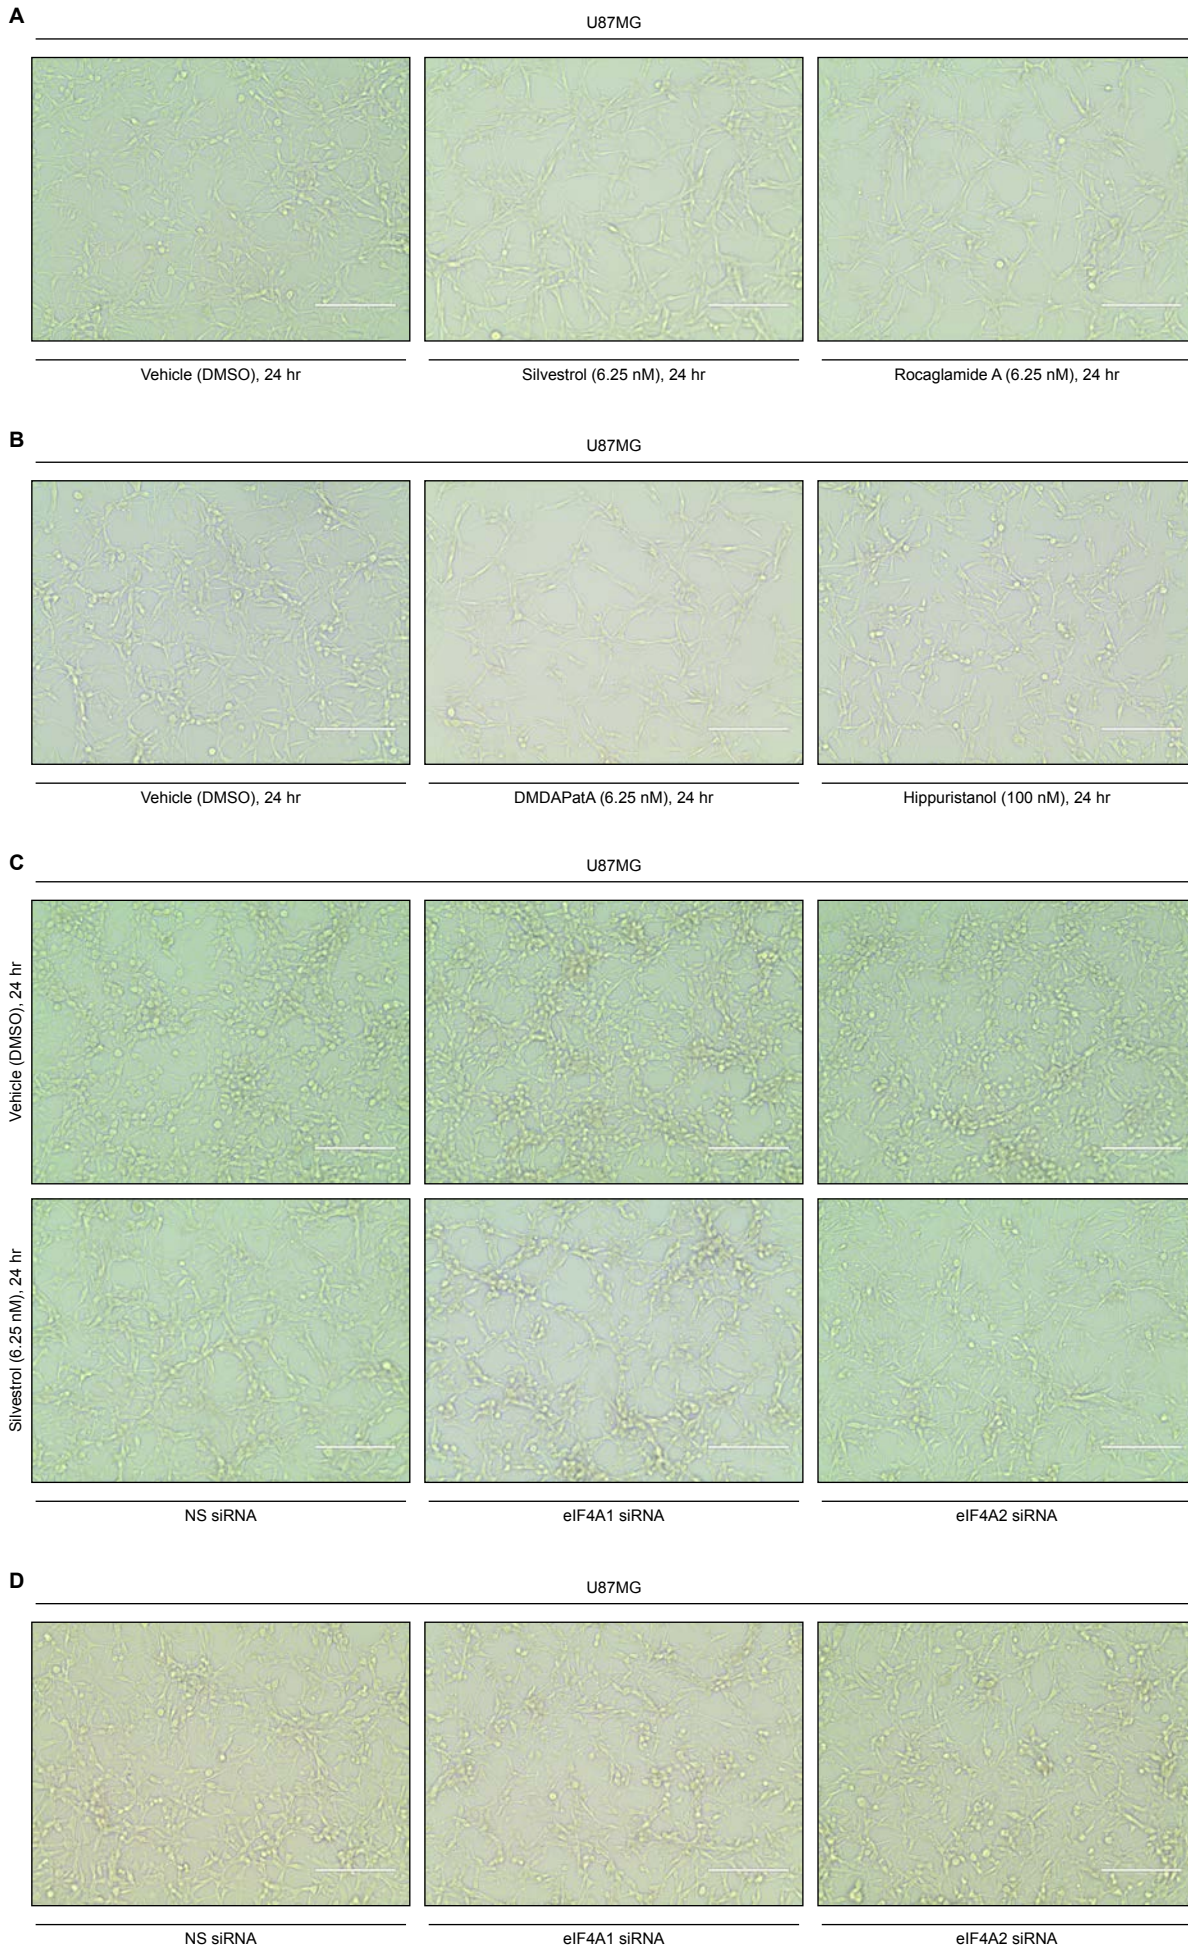 A
U87MG
Vehicle (DMSO), 24 hr
Silvestrol (6.25 nM), 24 hr
Rocaglamide A (6.25 nM), 24 hr
B
U87MG
Vehicle (DMSO), 24 hr
DMDAPatA (6.25 nM), 24 hr
Hippuristanol (100 nM), 24 hr
C
U87MG
Vehicle (DMSO), 24 hr
Silvestrol (6.25 nM), 24 hr
NS siRNA
eIF4A1 siRNA
eIF4A2 siRNA
D
U87MG
NS siRNA
eIF4A1 siRNA
eIF4A2 siRNA